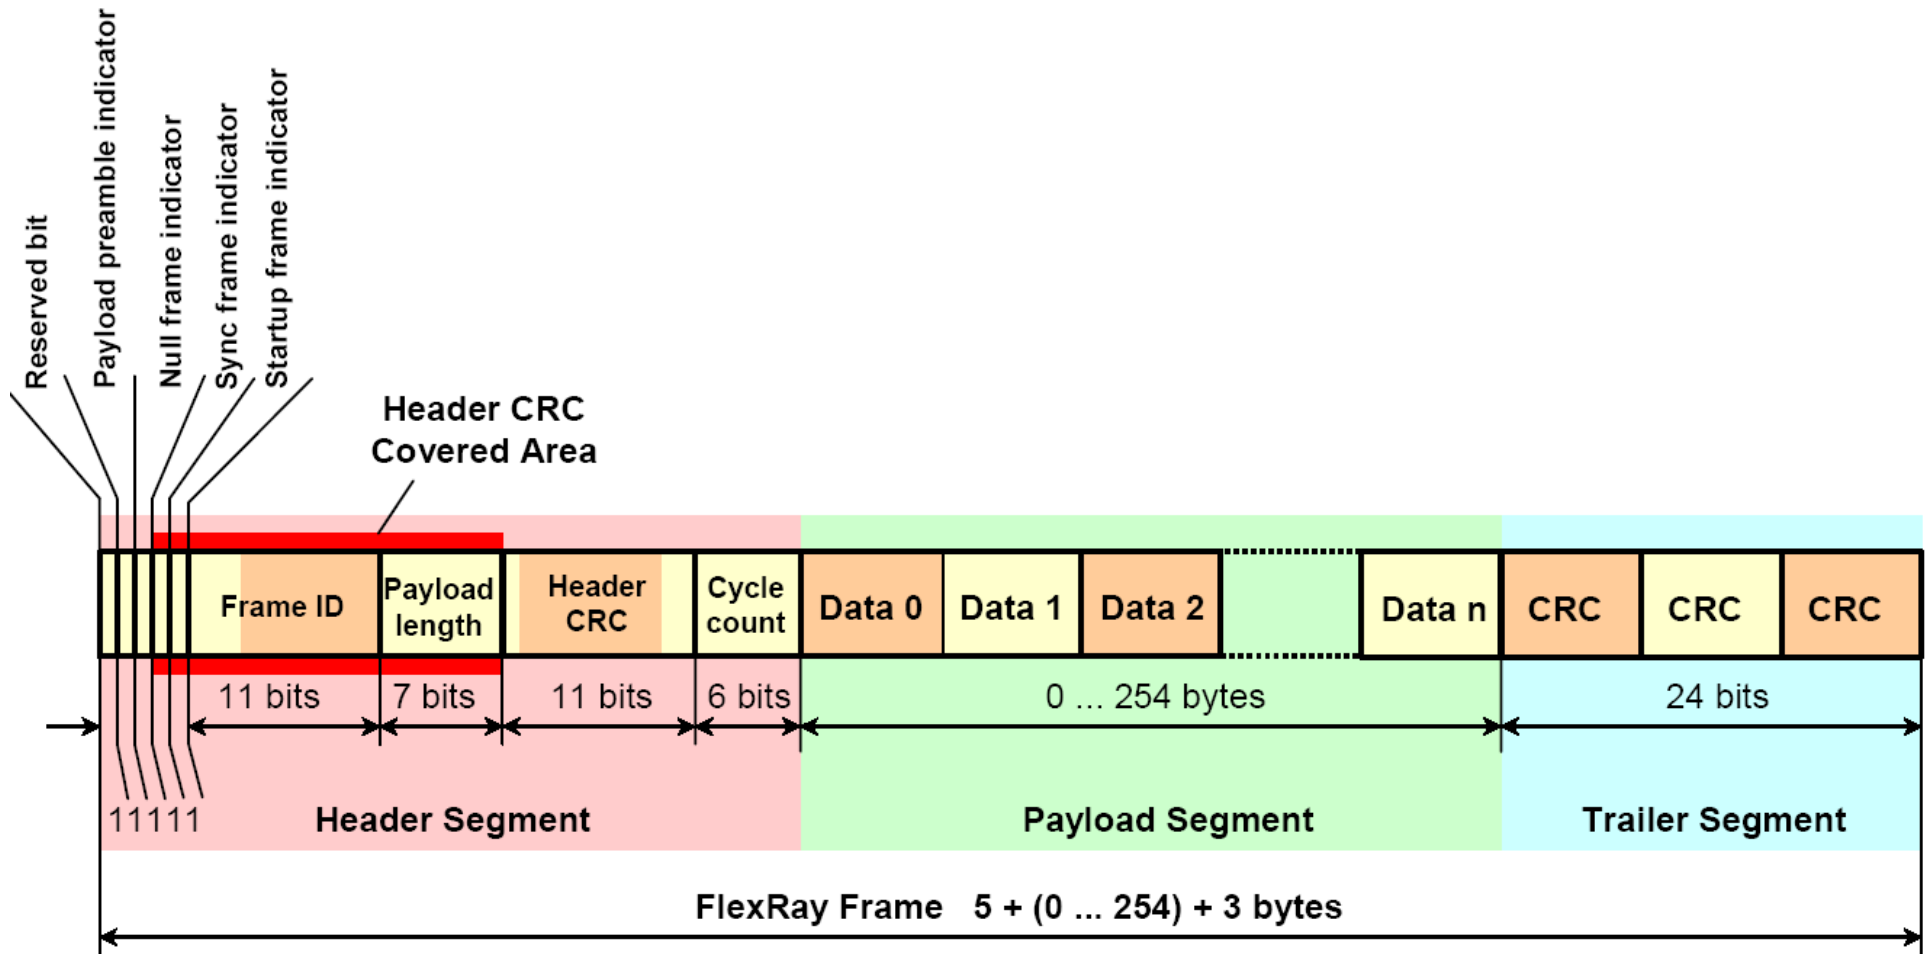 Reserved bit
Payload preamble indicator
Null frame indicator
Sync frame indicator
Startup frame indicator
Header CRC
Covered Area
Frame ID
Payload
length
Header
CRC
Cycle
count
Data 0
Data 1
Data 2
Data n
CRC
CRC
CRC
11 bits
7 bits
11 bits
6 bits
0 ... 254 bytes
24 bits
11111
Header Segment
Payload Segment
Trailer Segment
FlexRay Frame 5 + (0 ... 254) + 3 bytes